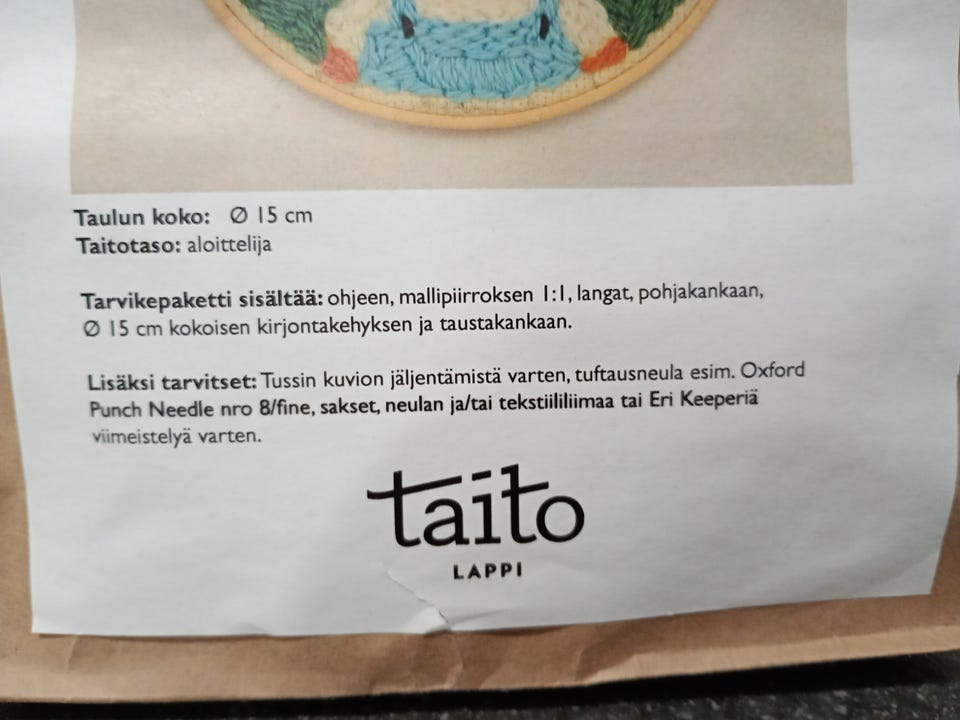 Taulun koko: Ø 15 cm
Taitotaso: aloittelija
Tarvikepaketti sisältää: ohjeen, mallipiirroksen 1:1, langat, pohjakankaan,
Ø 15 cm kokoisen kirjontakehyksen ja taustakankaan.
Lisäksi tarvitset: Tussin kuvion jäljentämistä varten, tuftausneula esim. Oxford
Punch Needle nro 8/fine, sakset, neulan ja/tai tekstiililiimaa tai Eri Keeperiä
viimeistelyä varten.
taito
LAPPI